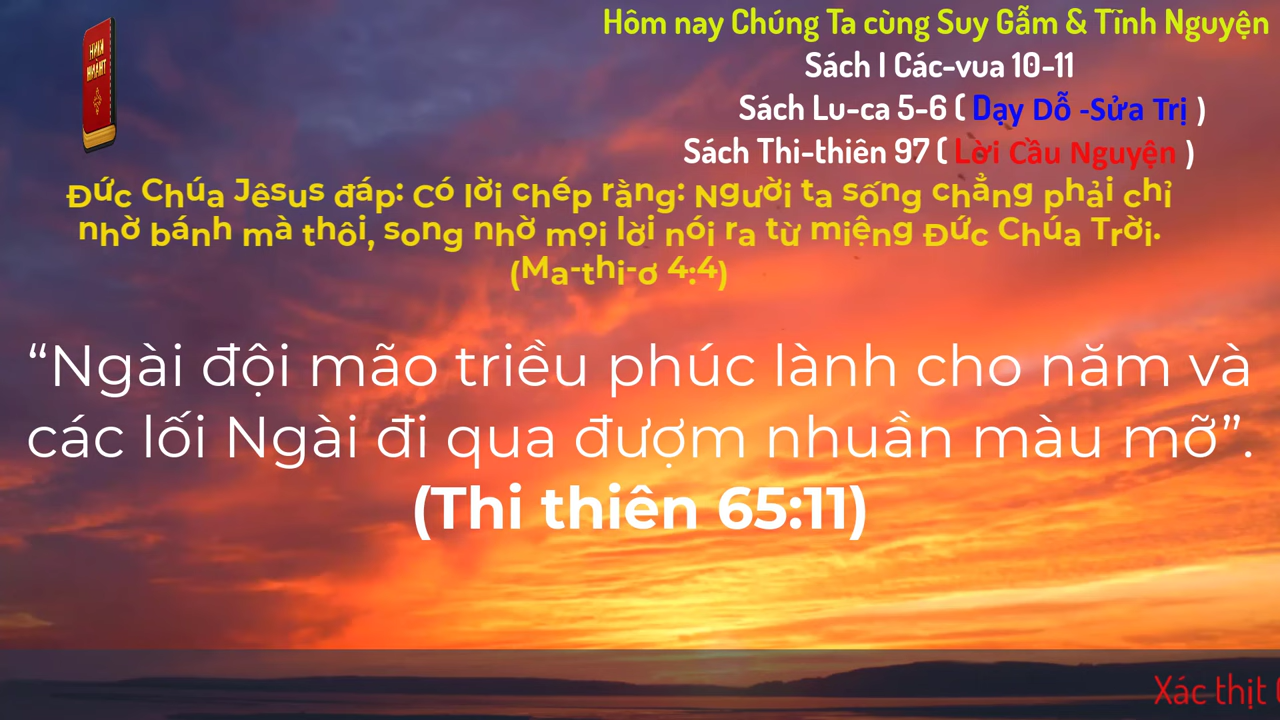 Hôm nay Chúng Ta cùng Suy Gẫm & Tĩnh Nguyện
Sách I Các-vua 10-11
Sách Lu-ca 5-6 ( Dạy Dỗ -Sửa Trị )
Sách Thi-thiên 97 ( Lời Cầu Nguyện )
KINH
THÁNH
Đức Chúa Jêsus đáp: Có lời chép rằng: Người ta sống chẳng phải chỉ
nhờ bánh mà thôi, song nhờ mọi lời nói ra từ miệng Đức Chúa Trời.
(Ma-thi-ơ 4:4)
“Ngài đội mão triều phúc lành cho năm và
các lối Ngài đi qua đượm nhuần màu mỡ”.
(Thi thiên 65:11)
Xác thịt